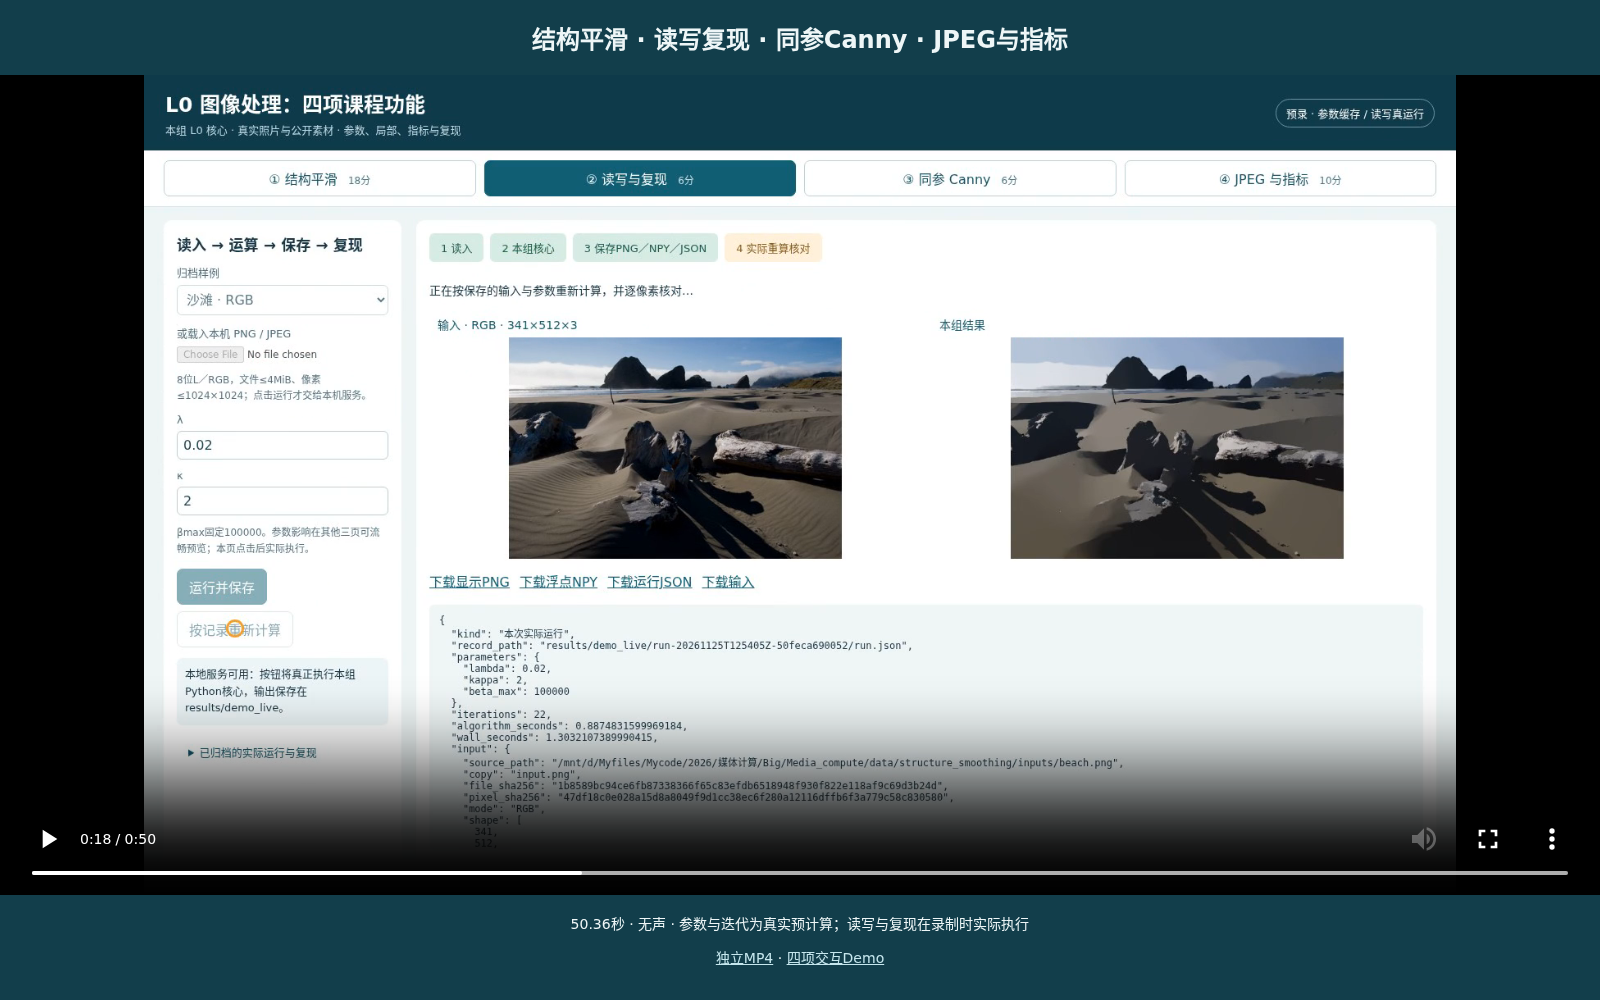 结构平滑 · 读写复现 · 同参Canny · JPEG与指标
L0 图像处理：四项课程功能
本组 L0 核心 · 真实照片与公开素材 · 参数、局部、指标与复现
预录 · 参数缓存 / 读写真运行
① 结构平滑 18分
② 读写与复现 6分
③ 同参 Canny 6分
④ JPEG 与指标 10分
读入 → 运算 → 保存 → 复现
归档样例
沙滩 · RGB
或载入本机 PNG / JPEG
Choose File No file chosen
8位L／RGB，文件≤4MiB、像素
≤1024×1024；点击运行才交给本机服务。
λ
0.02
κ
2
βmax固定100000。参数影响在其他三页可流
畅预览；本页点击后实际执行。
运行并保存
按记录重新计算
本地服务可用：按钮将真正执行本组
Python核心，输出保存在
results/demo_live。
▶ 已归档的实际运行与复现
1 读入
2 本组核心
3 保存PNG／NPY／JSON
4 实际重算核对
正在按保存的输入与参数重新计算，并逐像素核对…
输入 · RGB · 341×512×3
本组结果
下载显示PNG 下载浮点NPY 下载运行JSON 下载输入
{
"kind": "本次实际运行",
"record_path": "results/demo_live/run-20261125T125405Z-50feca690052/run.json",
"parameters": {
"lambda": 0.02,
"kappa": 2,
"beta_max": 100000
},
"iterations": 22,
"algorithm_seconds": 0.8874831599969184,
"wall_seconds": 1.3032107389990415,
"input": {
"source_path": "/mnt/d/Myfiles/Mycode/2026/媒体计算/Big/Media_compute/data/structure_smoothing/inputs/beach.png",
"copy": "input.png",
"file_sha256": "1b8589bc94ce6fb87338366f65c83efdb6518948f930f822e118af9c69d3b24d",
"pixel_sha256": "47df18c0e028a15d8a8049f9d1cc38ec6f280a12116dffb6f3a779c58c830580",
"mode": "RGB",
"shape": [
341,
512,
0:18 / 0:50
50.36秒 · 无声 · 参数与迭代为真实预计算；读写与复现在录制时实际执行
独立MP4 · 四项交互Demo